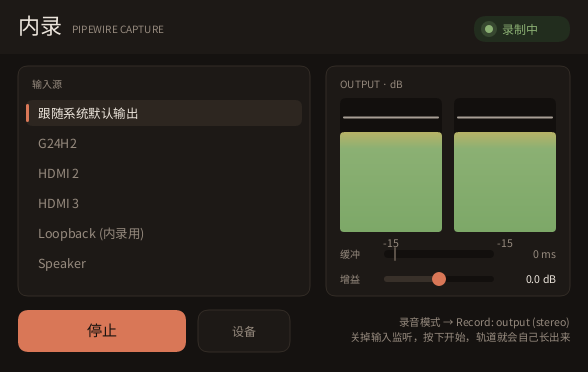 内录 PIPEWIRE CAPTURE
录制中
输入源
跟随系统默认输出
G24H2
HDMI 2
HDMI 3
Loopback (内录用)
Speaker
OUTPUT · dB
-15 -15
缓冲 0 ms
增益 0.0 dB
停止
设备
录音模式 → Record: output (stereo)
关掉输入监听，按下开始，轨道就会自己长出来